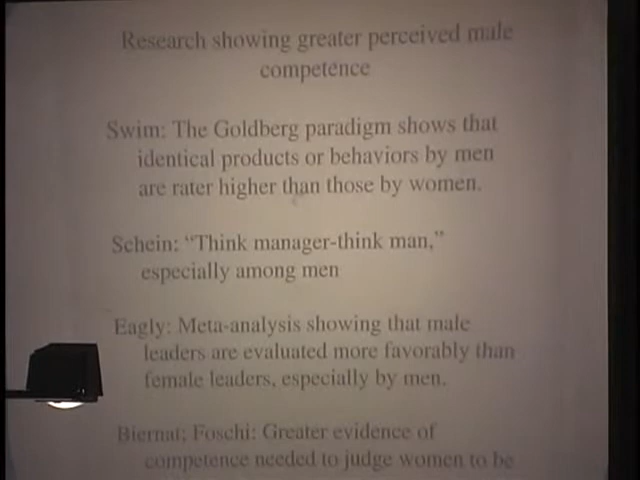 Research showing greater perceived male
competence
Swim: The Goldberg paradigm shows that
identical products or behaviors by men
are rater higher than those by women.
Schein: “Think manager-think man,”
especially among men
Eagly: Meta-analysis showing that male
leaders are evaluated more favorably than
female leaders, especially by men.
Biernat; Foschi: Greater evidence of
competence needed to judge women to be